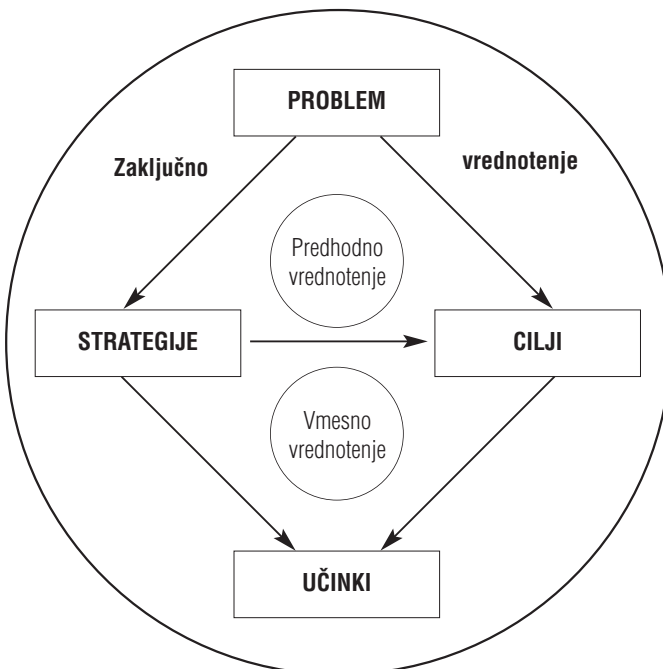 PROBLEM
Zaključno
vrednotenje
Predhodno
vrednotenje
STRATEGIJE
CILJI
Vmesno
vrednotenje
UČINKI